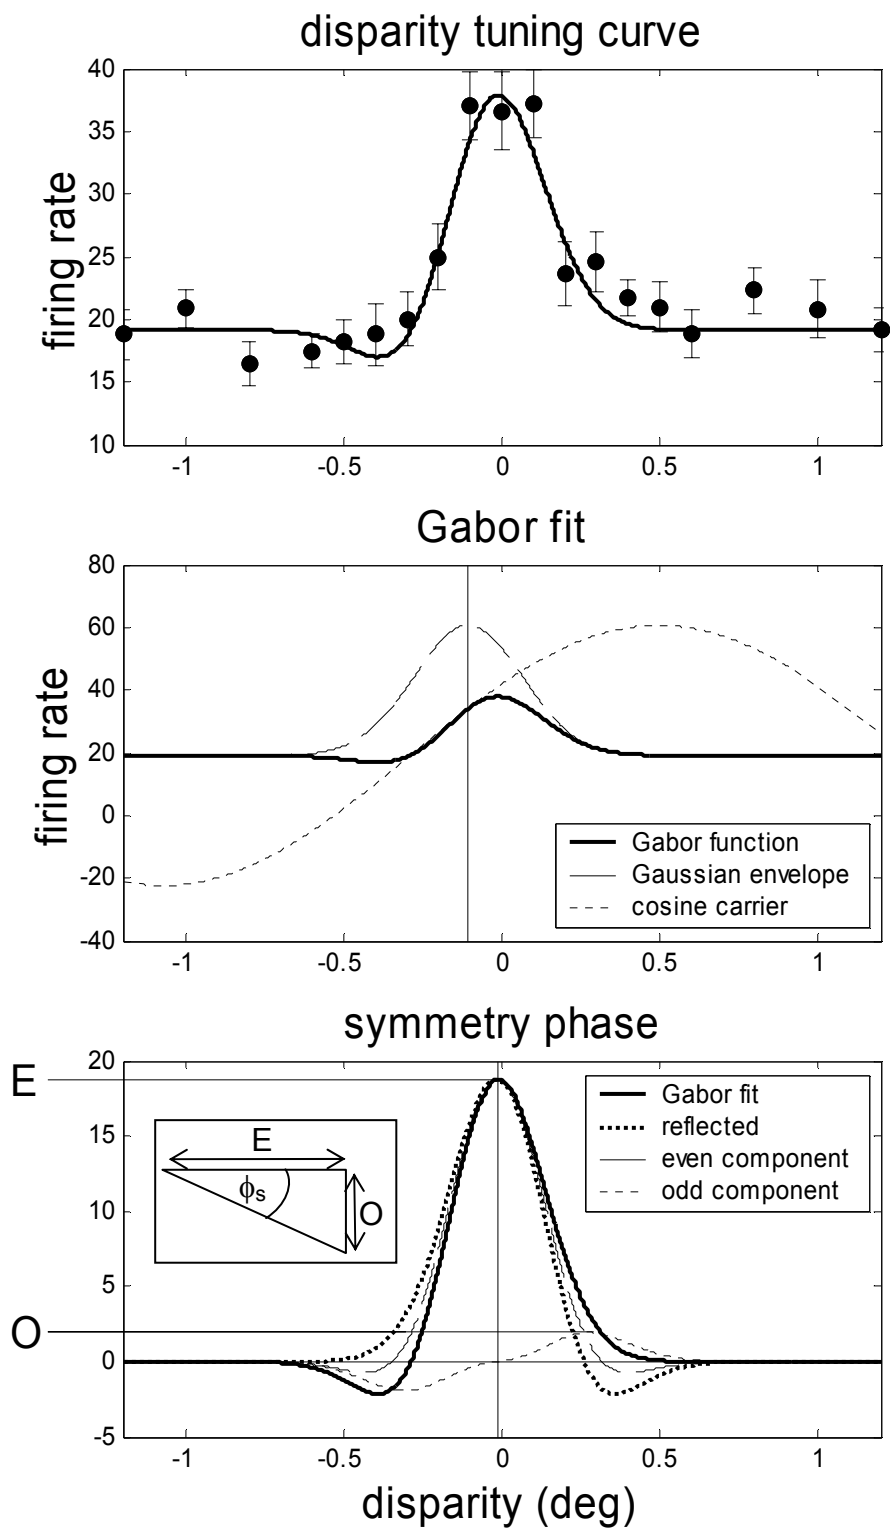 disparity tuning curve
40
35
30
25
20
15
10
firing rate
-1 -0.5 0 0.5 1
Gabor fit
80
60
40
20
0
-20
-40
firing rate
Gabor function
Gaussian envelope
cosine carrier
-1 -0.5 0 0.5 1
symmetry phase
E
O
20
15
10
5
0
-5
E
ϕs
O
Gabor fit
reflected
even component
odd component
-1 -0.5 0 0.5 1
disparity (deg)